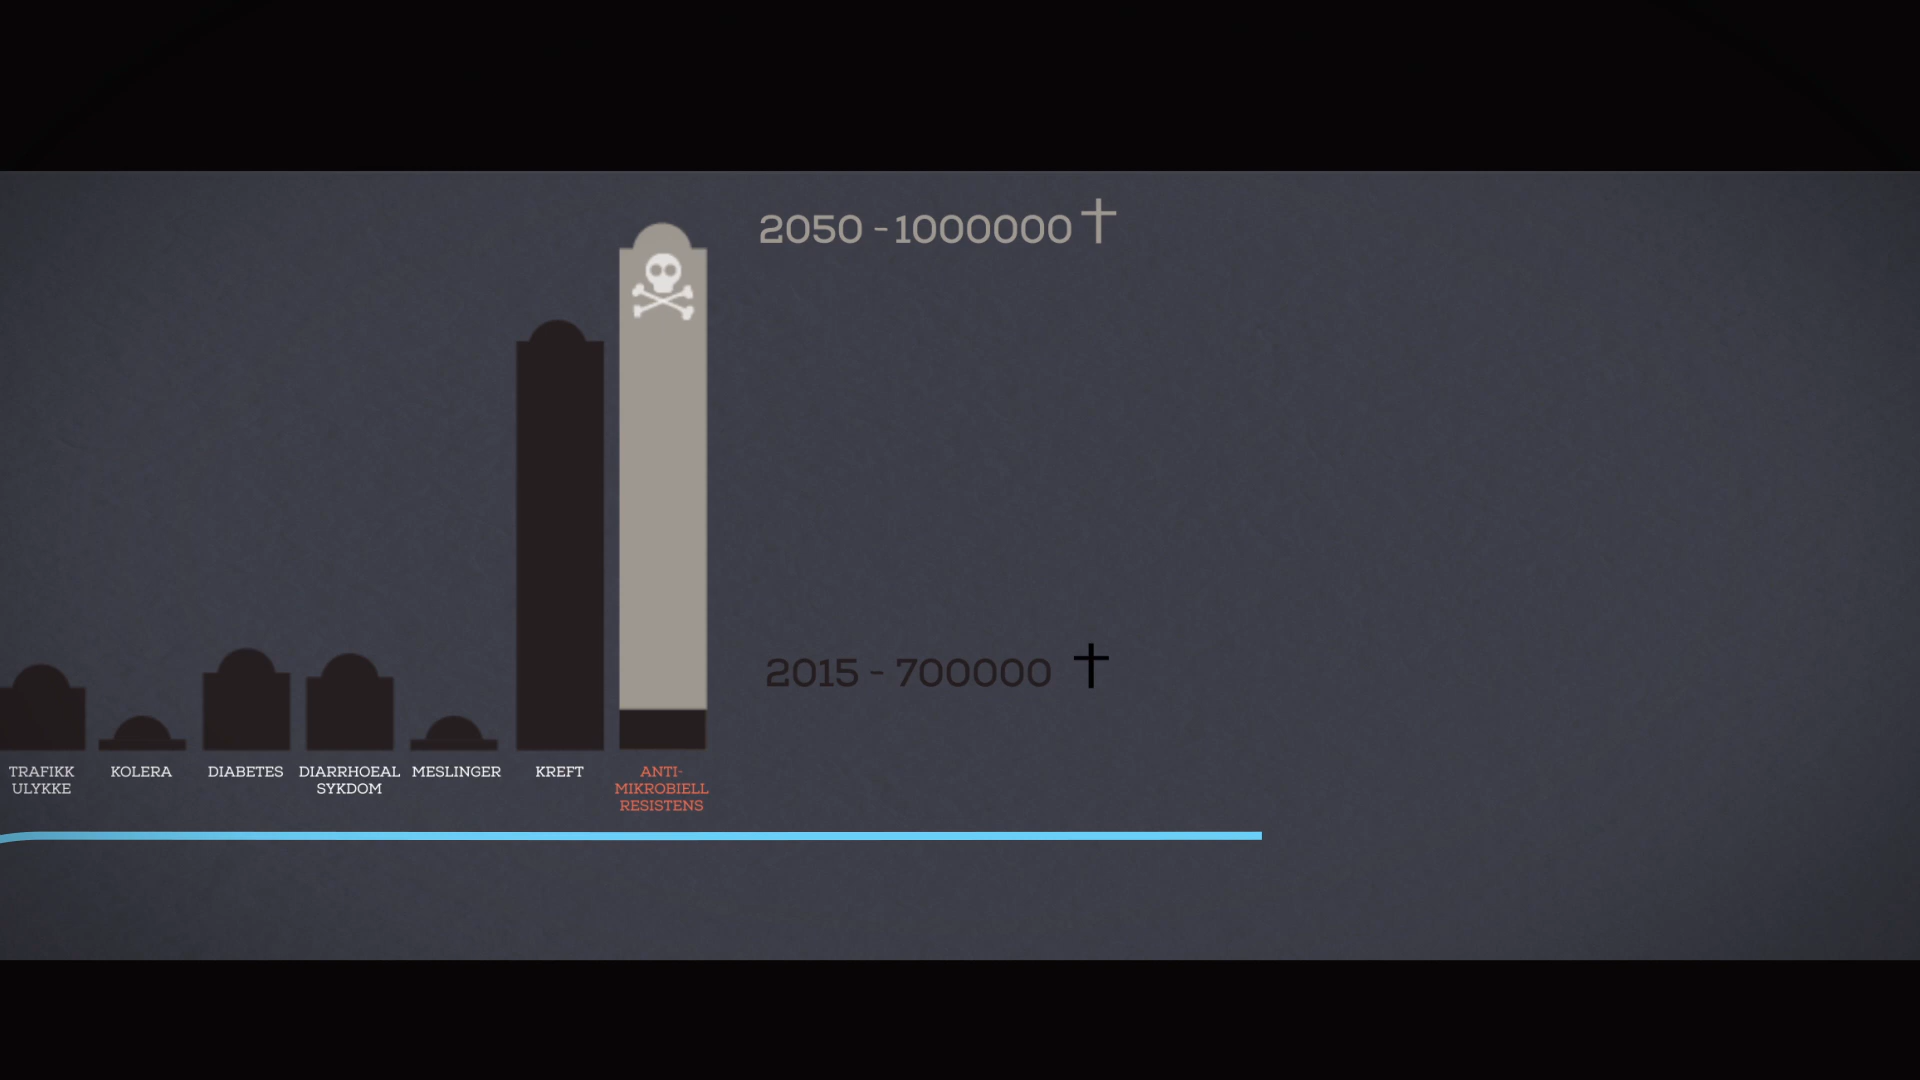 2050 - 1000000
2015 - 700000
TRAFIKK
ULYKKE
KOLERA
DIABETES
DIARRHOEAL
SYKDOM
MESLINGER
KREFT
ANTI-
MIKROBIELL
RESISTENS